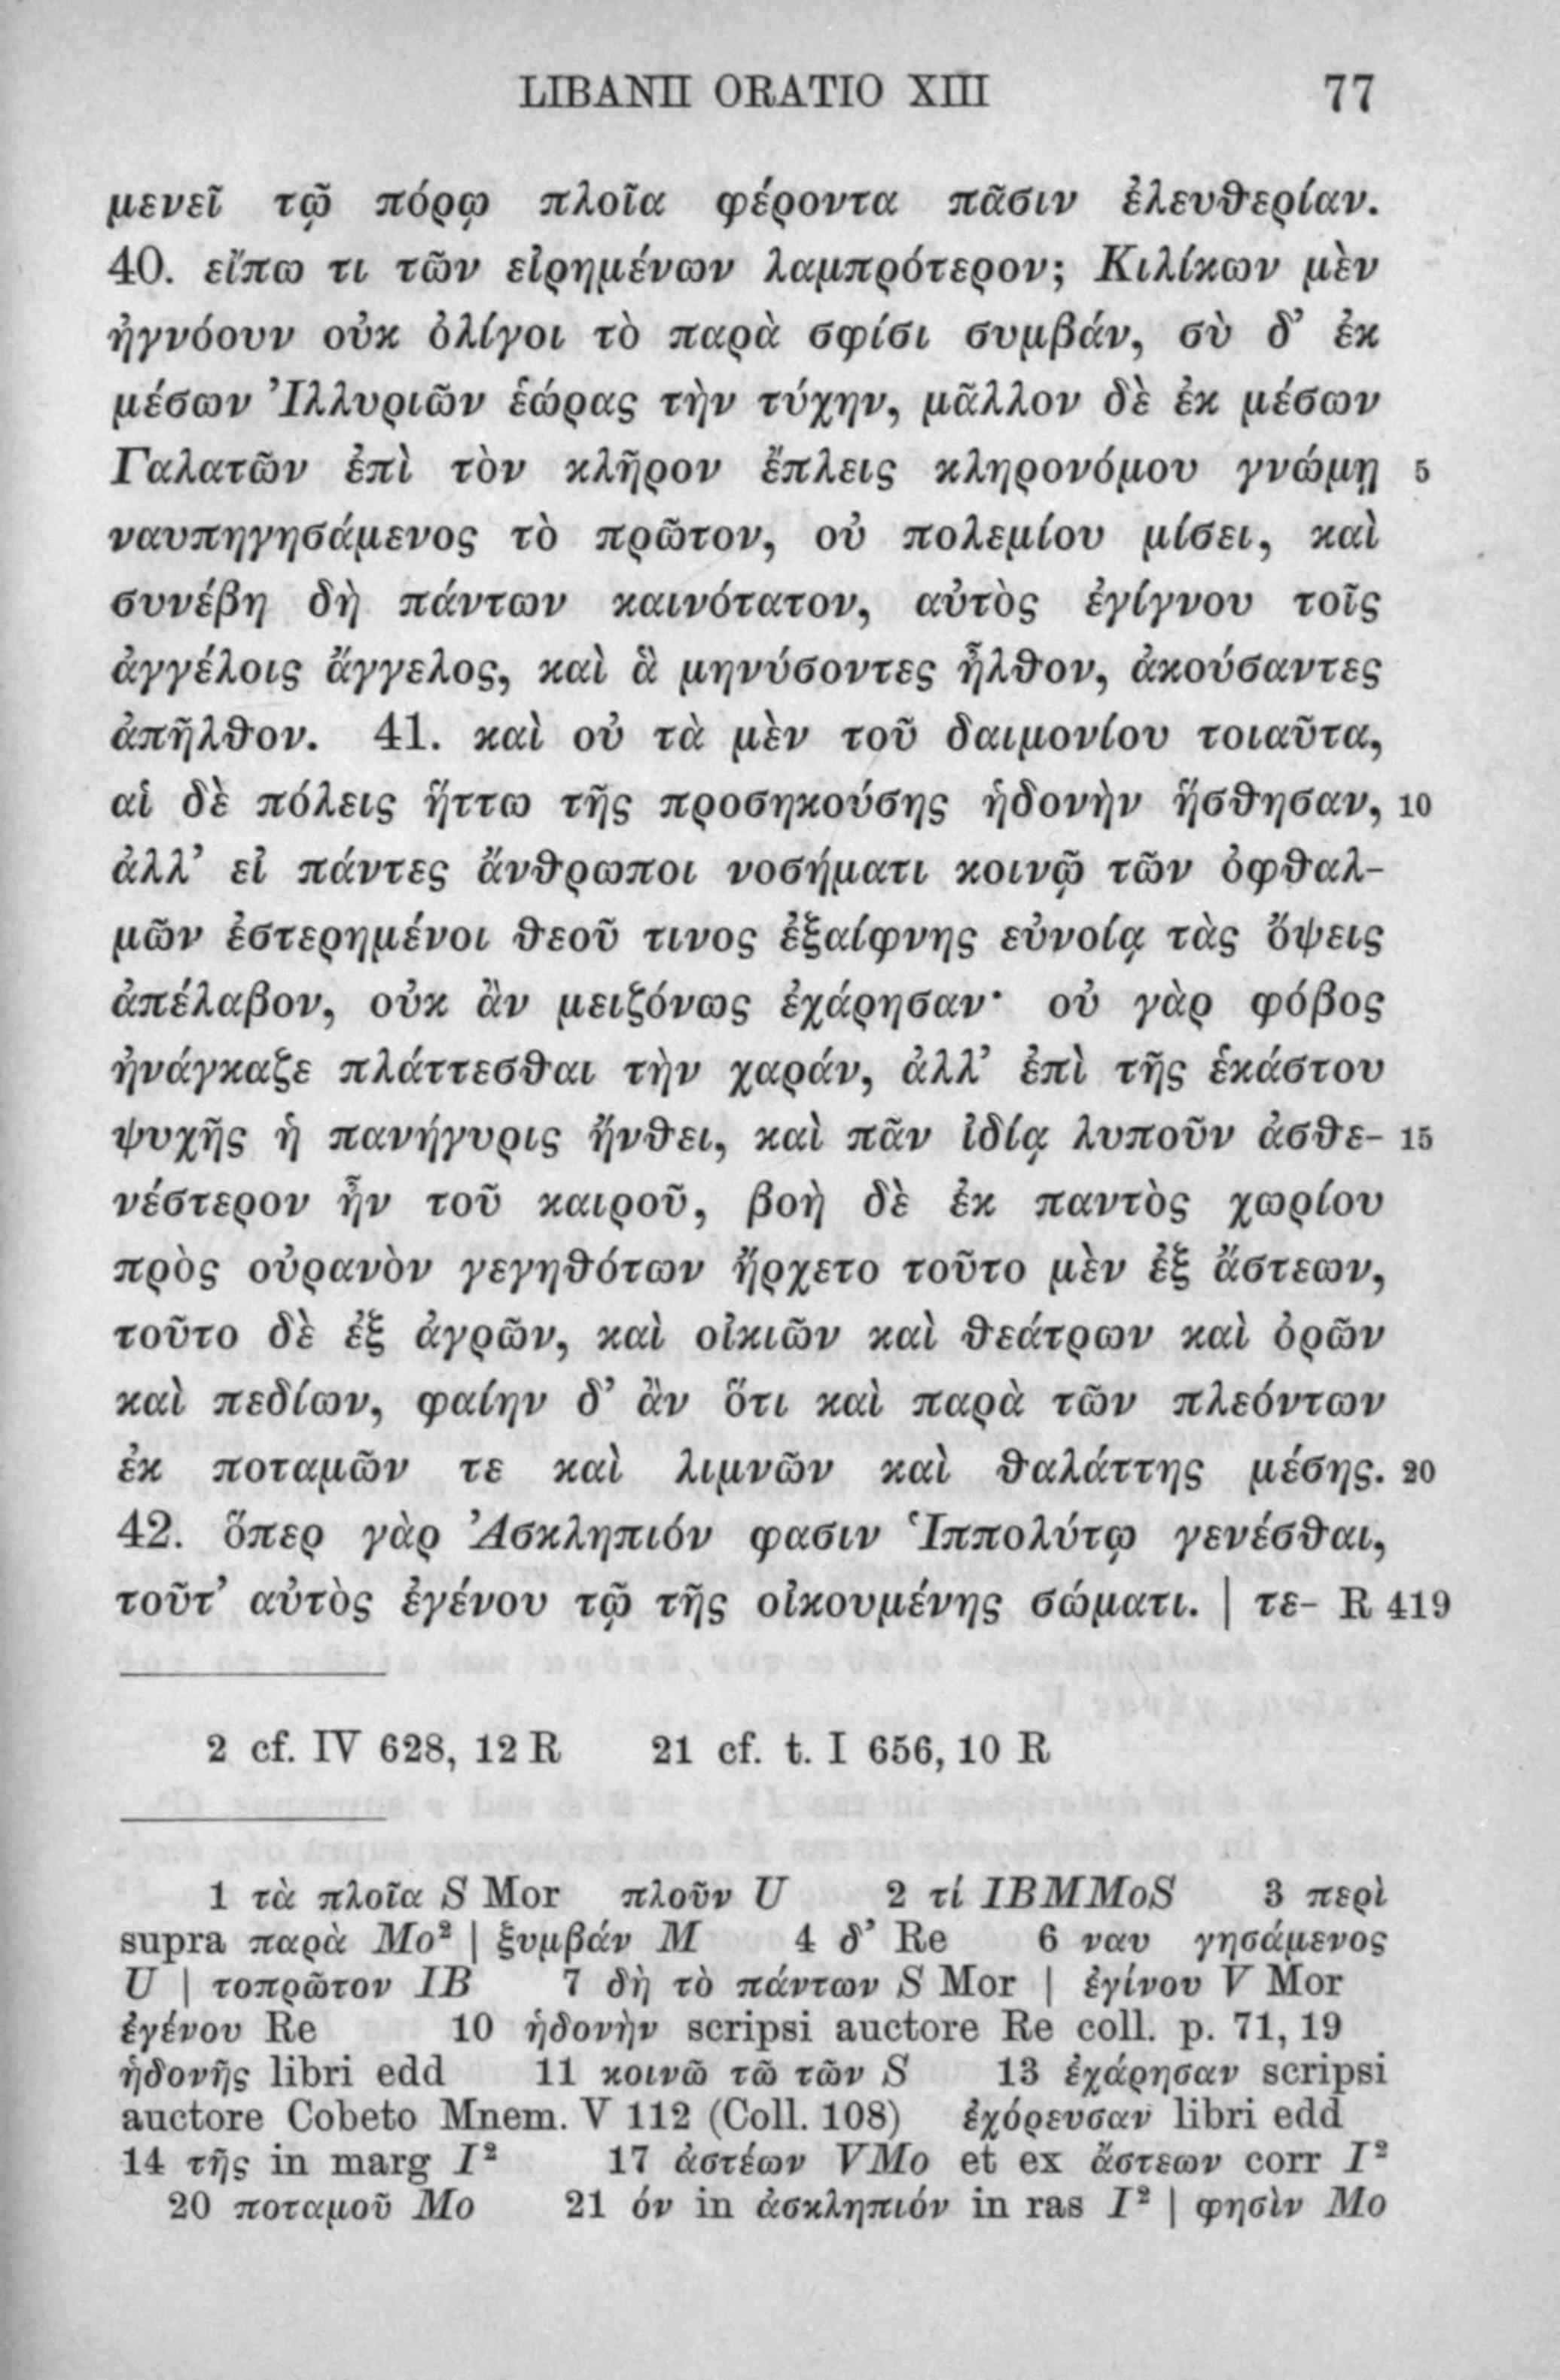 LIBANII ORATIO XIII 77
μενεῖ τῷ πόρῳ πλοῖα φέροντα πᾶσιν ἐλευθερίαν.
40. εἴπω τι τῶν εἰρημένων λαμπρότερον; Κιλίκων μὲν
ἠγνόουν οὐκ ὀλίγοι τὸ παρὰ σφίσι συμβάν, σὺ δ’ ἐκ
μέσων Ἰλλυριῶν ἑώρας τὴν τύχην, μᾶλλον δὲ ἐκ μέσων
Γαλατῶν ἐπὶ τὸν κλῆρον ἔπλεις κληρονόμου γνώμῃ 5
ναυπηγησάμενος τὸ πρῶτον, οὐ πολεμίου μίσει, καὶ
συνέβη δὴ πάντων καινότατον, αὐτὸς ἐγίγνου τοῖς
ἀγγέλοις ἄγγελος, καὶ ἃ μηνύσοντες ἦλθον, ἀκούσαντες
ἀπῆλθον. 41. καὶ οὐ τὰ μὲν τοῦ δαιμονίου τοιαῦτα,
αἱ δὲ πόλεις ἥττω τῆς προσηκούσης ἡδονὴν ἥσθησαν, 10
ἀλλ’ εἰ πάντες ἄνθρωποι νοσήματι κοινῷ τῶν ὀφθαλ-
μῶν ἐστερημένοι θεοῦ τινος ἐξαίφνης εὐνοίᾳ τὰς ὄψεις
ἀπέλαβον, οὐκ ἂν μειζόνως ἐχάρησαν· οὐ γὰρ φόβος
ἠνάγκαζε πλάττεσθαι τὴν χαράν, ἀλλ’ ἐπὶ τῆς ἑκάστου
ψυχῆς ἡ πανήγυρις ἤνθει, καὶ πᾶν ἰδίᾳ λυποῦν ἀσθε- 15
νέστερον ἦν τοῦ καιροῦ, βοὴ δὲ ἐκ παντὸς χωρίου
πρὸς οὐρανὸν γεγηθότων ἤρχετο τοῦτο μὲν ἐξ ἄστεων,
τοῦτο δὲ ἐξ ἀγρῶν, καὶ οἰκιῶν καὶ θεάτρων καὶ ὀρῶν
καὶ πεδίων, φαίην δ’ ἂν ὅτι καὶ παρὰ τῶν πλεόντων
ἐκ ποταμῶν τε καὶ λιμνῶν καὶ θαλάττης μέσης. 20
42. ὅπερ γὰρ Ἀσκληπιόν φασιν Ἱππολύτῳ γενέσθαι,
τοῦτ’ αὐτὸς ἐγένου τῷ τῆς οἰκουμένης σώματι. | τε- R 419
2 cf. IV 628, 12 R 21 cf. t. I 656, 10 R
1 τὰ πλοῖα S Mor πλοῦν U 2 τί IBMMoS 3 περὶ
supra παρὰ Mo² | ξυμβάν M 4 δ’ Re 6 ναυ γησάμενος
U | τοπρῶτον IB 7 δὴ τὸ πάντων S Mor | ἐγίνου V Mor
ἐγένου Re 10 ἡδονὴν scripsi auctore Re coll. p. 71, 19
ἡδονῆς libri edd 11 κοινῶ τῶ τῶν S 13 ἐχάρησαν scripsi
auctore Cobeto Mnem. V 112 (Coll. 108) ἐχόρευσαν libri edd
14 τῆς in marg I² 17 ἀστέων VMo et ex ἄστεων corr I²
20 ποταμοῦ Mo 21 όν in ἀσκληπιόν in ras I² | φησὶν Mo